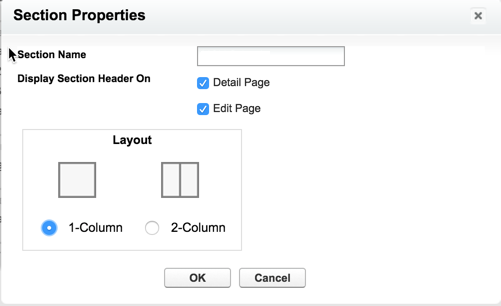 Section Properties
Section Name
Display Section Header On
Detail Page
Edit Page
Layout
1-Column
2-Column
OK
Cancel